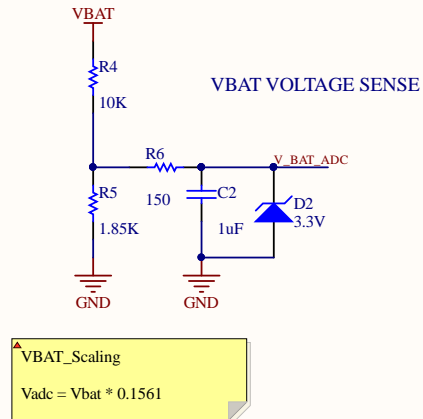 VBAT
R4
10K
VBAT VOLTAGE SENSE
R6
150
V_BAT_ADC
R5
1.85K
C2
1uF
D2
3.3V
GND
GND
VBAT_Scaling
Vadc = Vbat * 0.1561